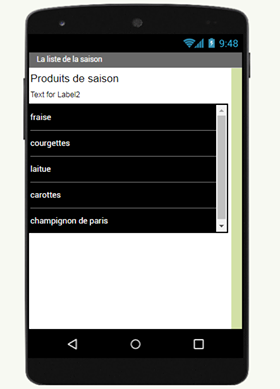 9:48
La liste de la saison
Produits de saison
Text for Label2
fraise
courgettes
laitue
carottes
champignon de paris